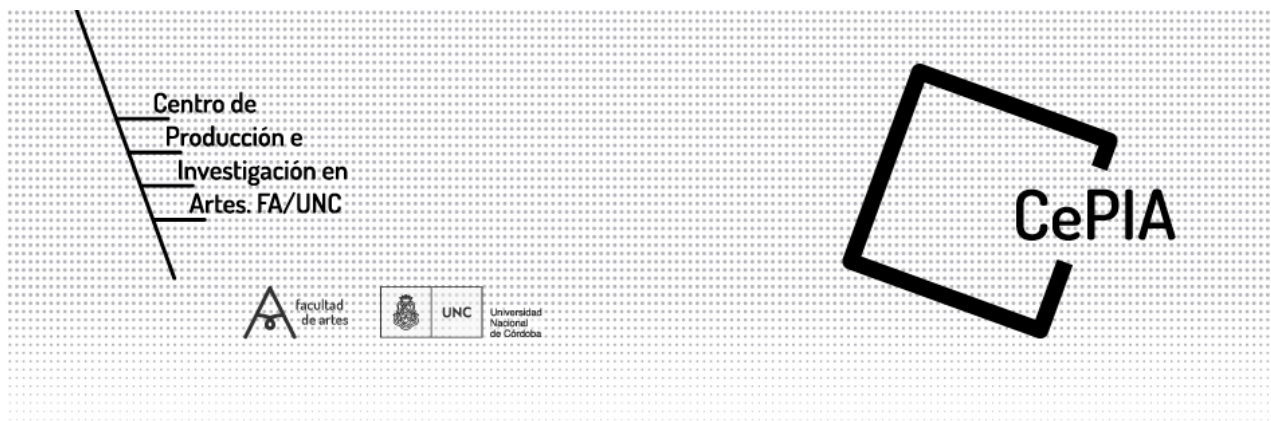 Centro de
Producción e
Investigación en
Artes. FA/UNC
facultad
de artes
UNC
Universidad
Nacional
de Córdoba
CePIA